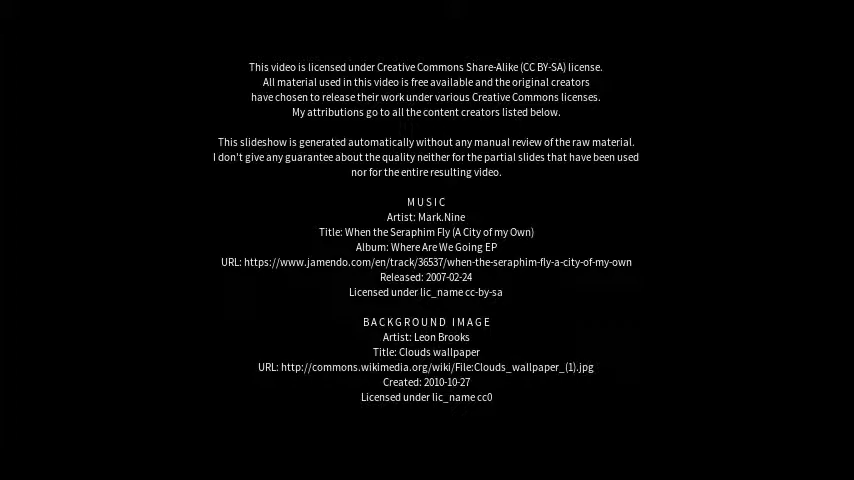 This video is licensed under Creative Commons Share-Alike (CC BY-SA) license.
All material used in this video is free available and the original creators
have chosen to release their work under various Creative Commons licenses.
My attributions go to all the content creators listed below.
This slideshow is generated automatically without any manual review of the raw material.
I don't give any guarantee about the quality neither for the partial slides that have been used
nor for the entire resulting video.
M U S I C
Artist: Mark.Nine
Title: When the Seraphim Fly (A City of my Own)
Album: Where Are We Going EP
URL: https://www.jamendo.com/en/track/36537/when-the-seraphim-fly-a-city-of-my-own
Released: 2007-02-24
Licensed under lic_name cc-by-sa
B A C K G R O U N D   I M A G E
Artist: Leon Brooks
Title: Clouds wallpaper
URL: http://commons.wikimedia.org/wiki/File:Clouds_wallpaper_(1).jpg
Created: 2010-10-27
Licensed under lic_name cc0